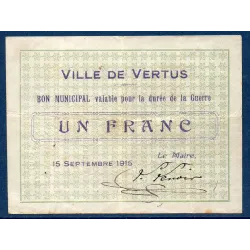 VILLE DE VERTUS
BON MUNICIPAL valable pour la durée de la Guerre
UN FRANC
15 SEPTEMBRE 1915
Le Maire,